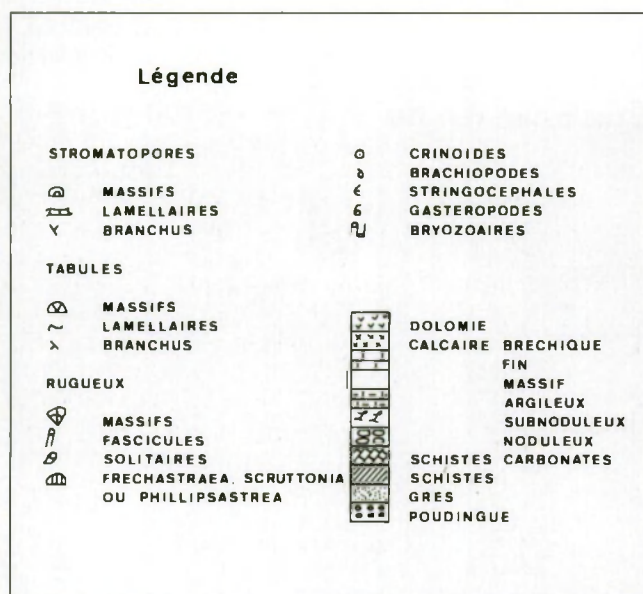 Légende
STROMATOPORES
MASSIFS
LAMELLAIRES
BRANCHUS
TABULES
MASSIFS
LAMELLAIRES
BRANCHUS
RUGUEUX
MASSIFS
FASCICULES
SOLITAIRES
FRECHASTRAEA, SCRUTTONIA
OU PHILLIPSASTREA
CRINOIDES
BRACHIOPODES
STRINGOCEPHALES
GASTEROPODES
BRYOZOAIRES
DOLOMIE
CALCAIRE BRECHIQUE
FIN
MASSIF
ARGILEUX
SUBNODULEUX
NODULEUX
SCHISTES CARBONATES
SCHISTES
GRES
POUDINGUE